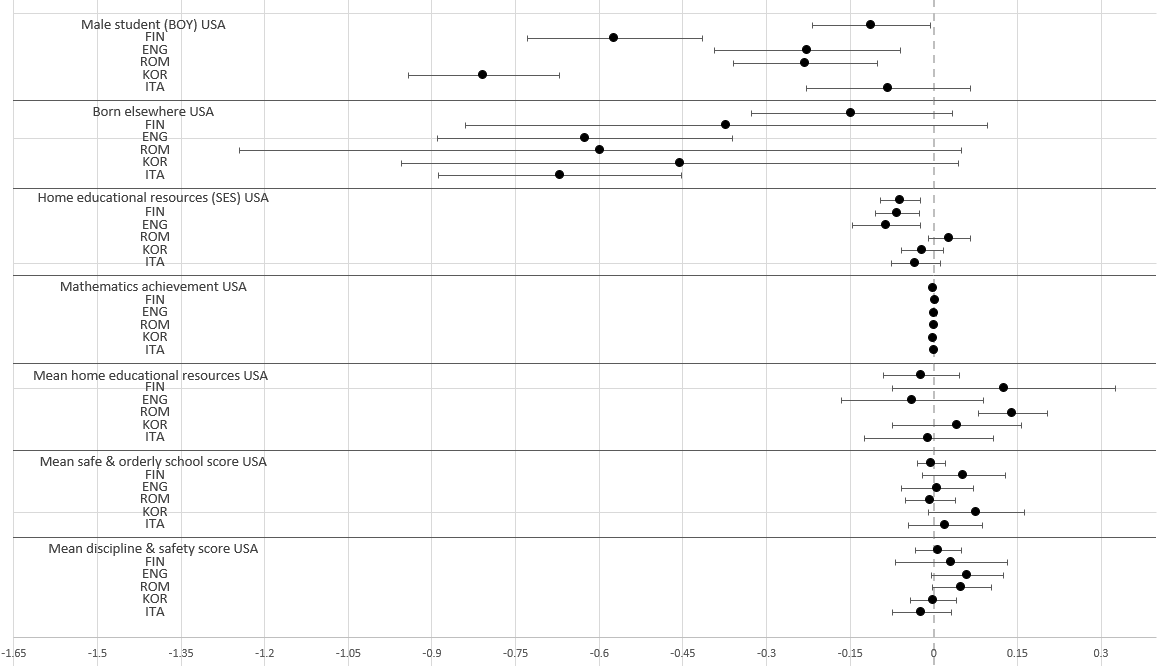 Male student (BOY) USA
FIN
ENG
ROM
KOR
ITA
Born elsewhere USA
FIN
ENG
ROM
KOR
ITA
Home educational resources (SES) USA
FIN
ENG
ROM
KOR
ITA
Mathematics achievement USA
FIN
ENG
ROM
KOR
ITA
Mean home educational resources USA
FIN
ENG
ROM
KOR
ITA
Mean safe & orderly school score USA
FIN
ENG
ROM
KOR
ITA
Mean discipline & safety score USA
FIN
ENG
ROM
KOR
ITA
-1.65 -1.5 -1.35 -1.2 -1.05 -0.9 -0.75 -0.6 -0.45 -0.3 -0.15 0 0.15 0.3